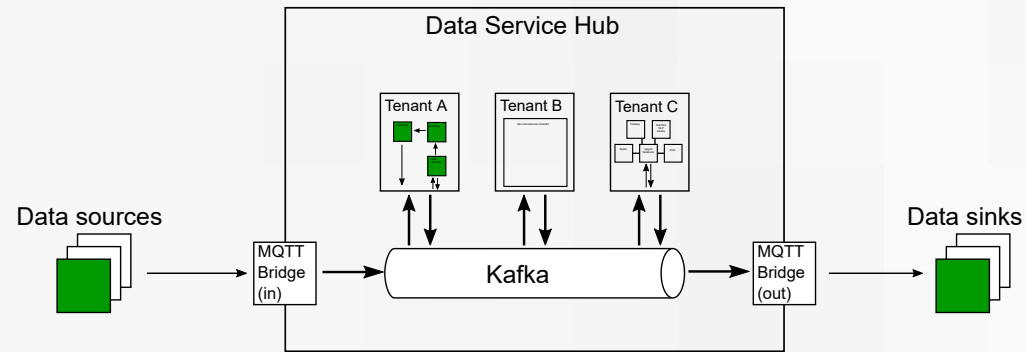 Data Service Hub
Tenant A
Tenant B
Tenant C
Data sources
Data sinks
MQTT
Bridge
(in)
Kafka
MQTT
Bridge
(out)